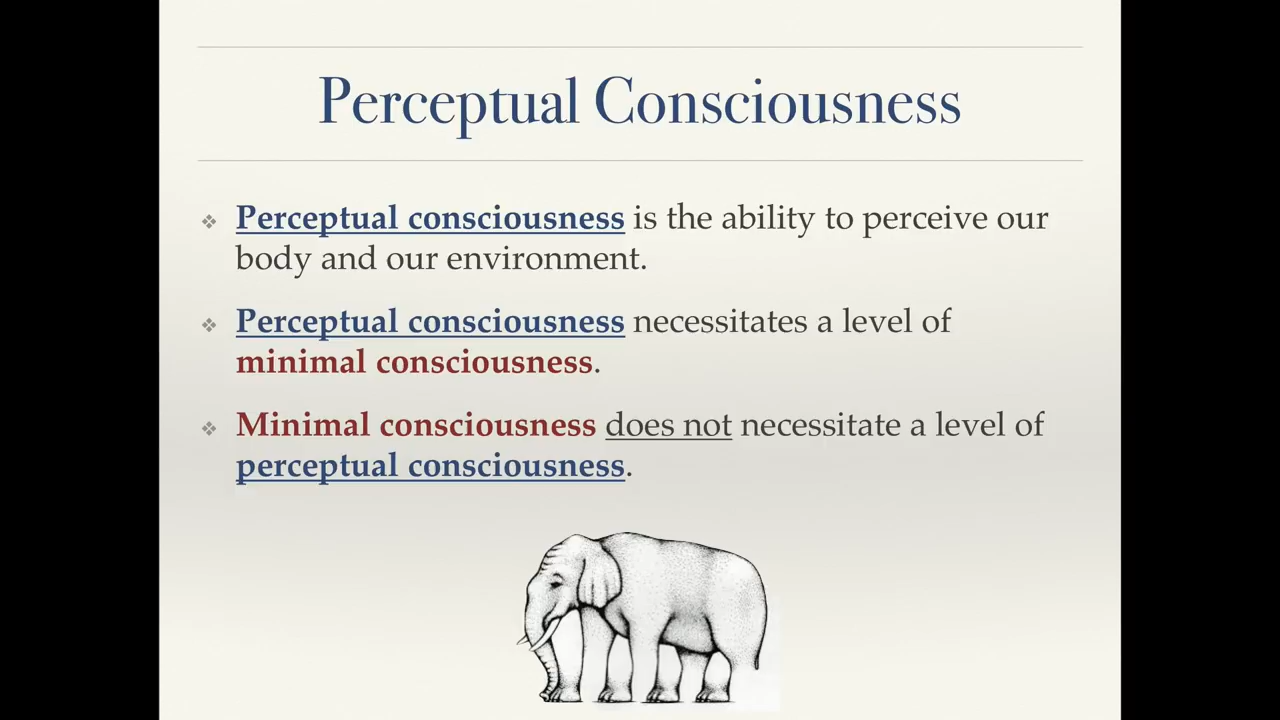 Perceptual Consciousness
Perceptual consciousness is the ability to perceive our
body and our environment.
Perceptual consciousness necessitates a level of
minimal consciousness.
Minimal consciousness does not necessitate a level of
perceptual consciousness.